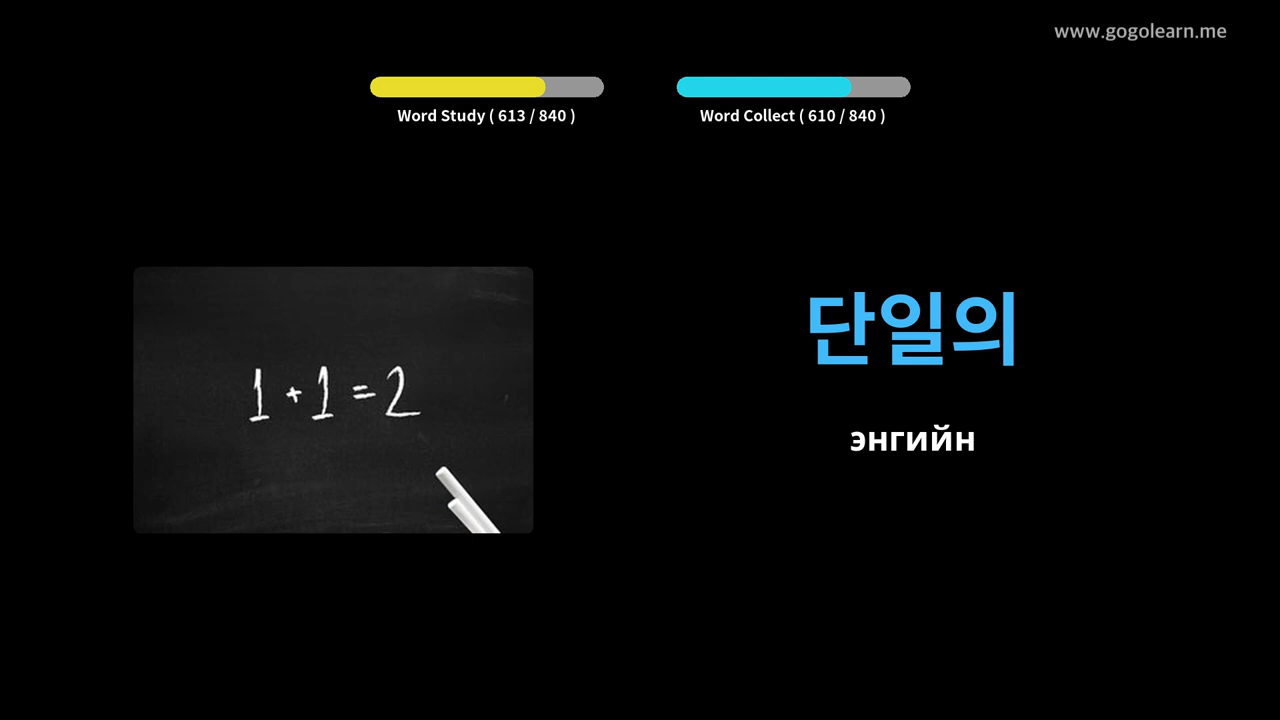 www.gogolearn.me
Word Study ( 613 / 840 )
Word Collect ( 610 / 840 )
1 + 1 = 2
단일의
энгийн